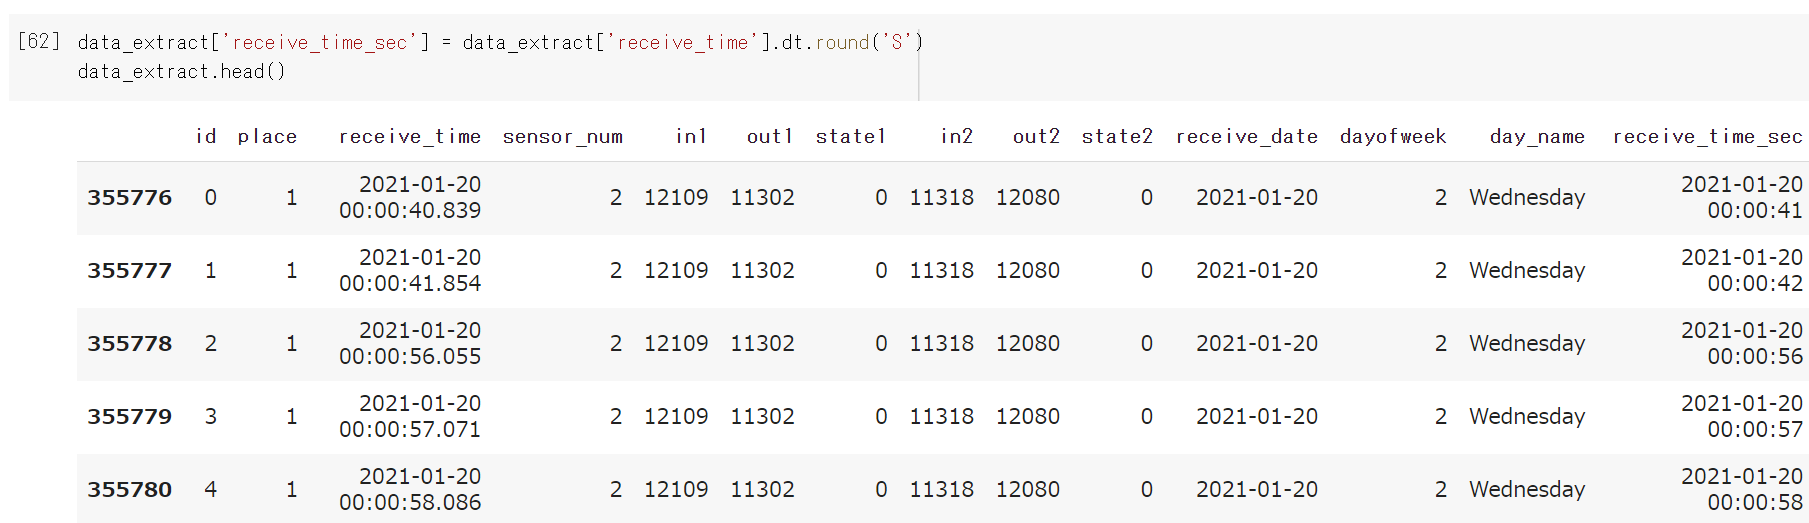 [62] data_extract['receive_time_sec'] = data_extract['receive_time'].dt.round('S')
data_extract.head()
id place receive_time sensor_num in1 out1 state1 in2 out2 state2 receive_date dayofweek day_name receive_time_sec
355776 0 1 2021-01-20 00:00:40.839 2 12109 11302 0 11318 12080 0 2021-01-20 2 Wednesday 2021-01-20 00:00:41
355777 1 1 2021-01-20 00:00:41.854 2 12109 11302 0 11318 12080 0 2021-01-20 2 Wednesday 2021-01-20 00:00:42
355778 2 1 2021-01-20 00:00:56.055 2 12109 11302 0 11318 12080 0 2021-01-20 2 Wednesday 2021-01-20 00:00:56
355779 3 1 2021-01-20 00:00:57.071 2 12109 11302 0 11318 12080 0 2021-01-20 2 Wednesday 2021-01-20 00:00:57
355780 4 1 2021-01-20 00:00:58.086 2 12109 11302 0 11318 12080 0 2021-01-20 2 Wednesday 2021-01-20 00:00:58